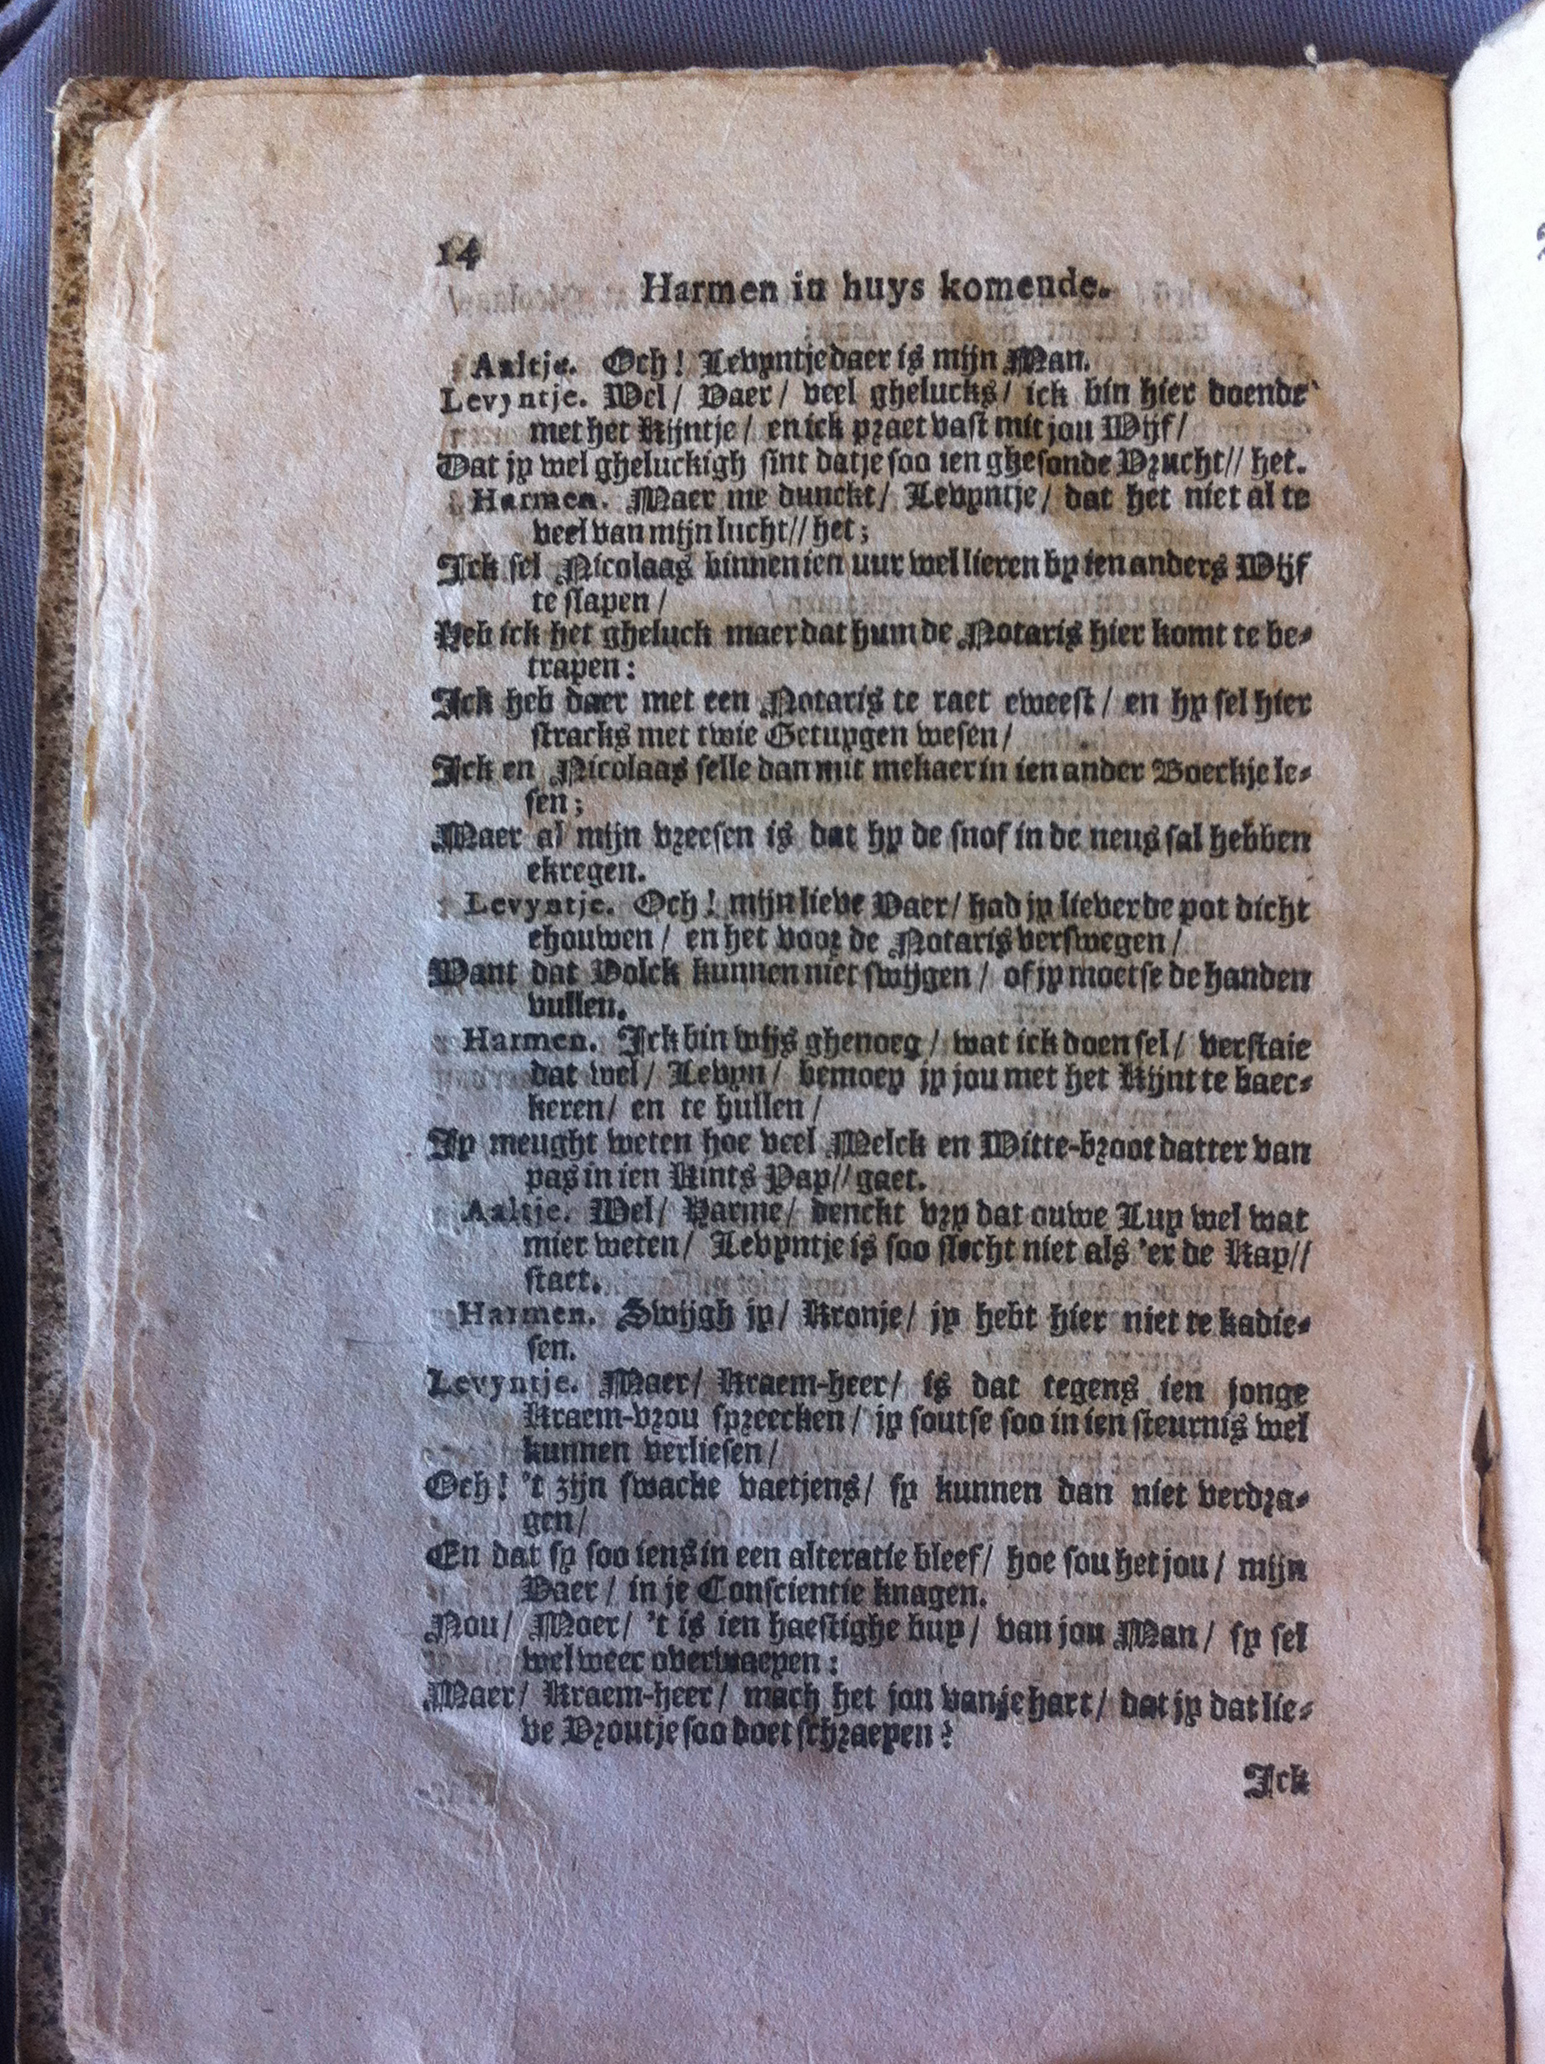 14
Harmen in huys komende.
Aaltje. Och! Levyntje daer is mijn Man.
Levyntje. Wel/ Vaer/ veel ghelucks/ ick bin hier doende
met het Kijntje/ en ick praet vast mit jou Wijf/
Dat jy wel gheluckigh sint datje soo ien ghesonde Vrucht// het.
Harmen. Maer me dunckt/ Levyntje/ dat het niet al te
veel van mijn lucht// het;
Ick sel Nicolaas binnen ien uur wel lieren by ien anders Wijf
te slapen/
Heb ick het gheluck maer dat hum de Notaris hier komt te be-
trapen:
Ick heb daer met een Notaris te raet eweest/ en hy sel hier
stracks met twie Getuygen wesen/
Ick en Nicolaas selle dan mit mekaer in ien ander Boeckje le-
sen;
Maer al mijn vreesen is dat hy de snof in de neus sal hebben
ekregen.
Levyntje. Och! mijn lieve Vaer/ had jy liever de pot dicht
ehouwen/ en het voor de Notaris verswegen/
Want dat Volck kunnen niet swijgen/ of jy moetse de handen
vullen.
Harmen. Ick bin wijs ghenoeg/ wat ick doen sel/ verstaie
dat wel/ Levyn/ bemoey jy jou met het Kijnt te baec-
keren/ en te hullen/
Jy meught weten hoe veel Melck en Witte-broot datter van
pas in ien Kints Pap// gaet.
Aaltje. Wel/ Harme/ denckt vry dat ouwe Luy wel wat
mier weten/ Levyntje is soo slecht niet als 'er de Kap//
staet.
Harmen. Swijgh jy/ Kronje/ jy hebt hier niet te kadie-
sen.
Levyntje. Maer/ Kraem-heer/ is dat tegens ien jonge
Kraem-vrou spreecken/ jy soutse soo in ien steurnis wel
kunnen verliesen/
Och! 't zijn swacke vaetjens/ sy kunnen dan niet verdra-
gen/
En dat sy soo iens in een alteratie bleef/ hoe sou het jou/ mijn
Vaer/ in je Conscientie knagen.
Nou/ Moer/ 't is ien haestighe buy/ van jou Man/ sy sel
wel weer overwaeyen:
Maer/ Kraem-heer/ mach het jou van je hart/ dat jy dat lie-
ve Vroutje soo doet schraeyen?
Ick